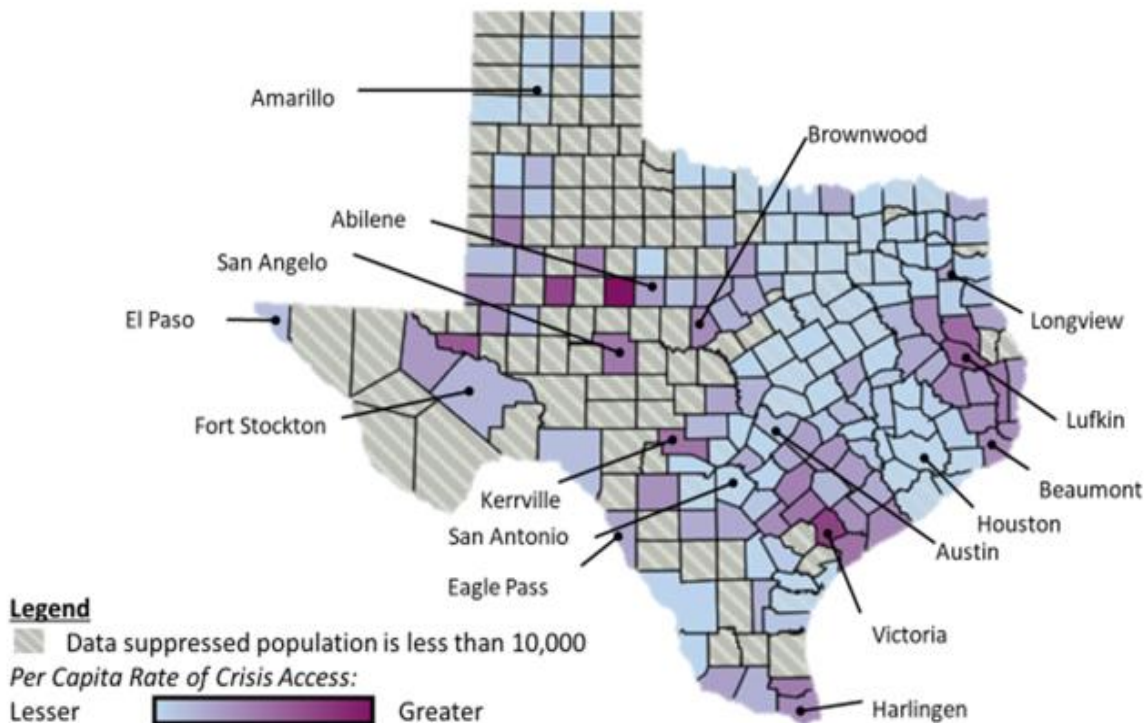 Amarillo
Brownwood
Abilene
San Angelo
El Paso
Longview
Fort Stockton
Lufkin
Kerrville
Beaumont
San Antonio
Houston
Austin
Eagle Pass
Legend
Data suppressed population is less than 10,000
Victoria
Per Capita Rate of Crisis Access:
Lesser Greater
Harlingen